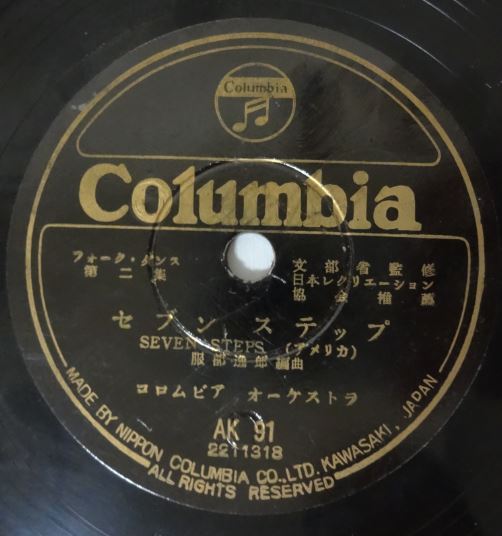 Columbia
Columbia
フォーク・ダンス
第二集
文部省監修
日本レクリエーション
協会推薦
セブン ステップ
SEVEN STEPS (アメリカ)
服部逸郎編曲
コロムビア オーケストラ
AK 91
2211318
MADE BY NIPPON COLUMBIA CO., LTD. KAWASAKI, JAPAN
ALL RIGHTS RESERVED